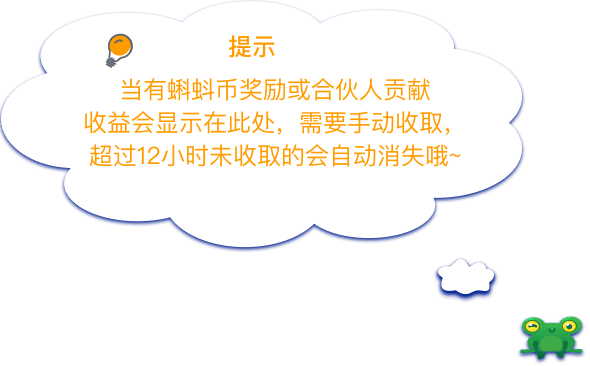 提示
当有蝌蚪币奖励或合伙人贡献
收益会显示在此处，需要手动收取，
超过12小时未收取的会自动消失哦~